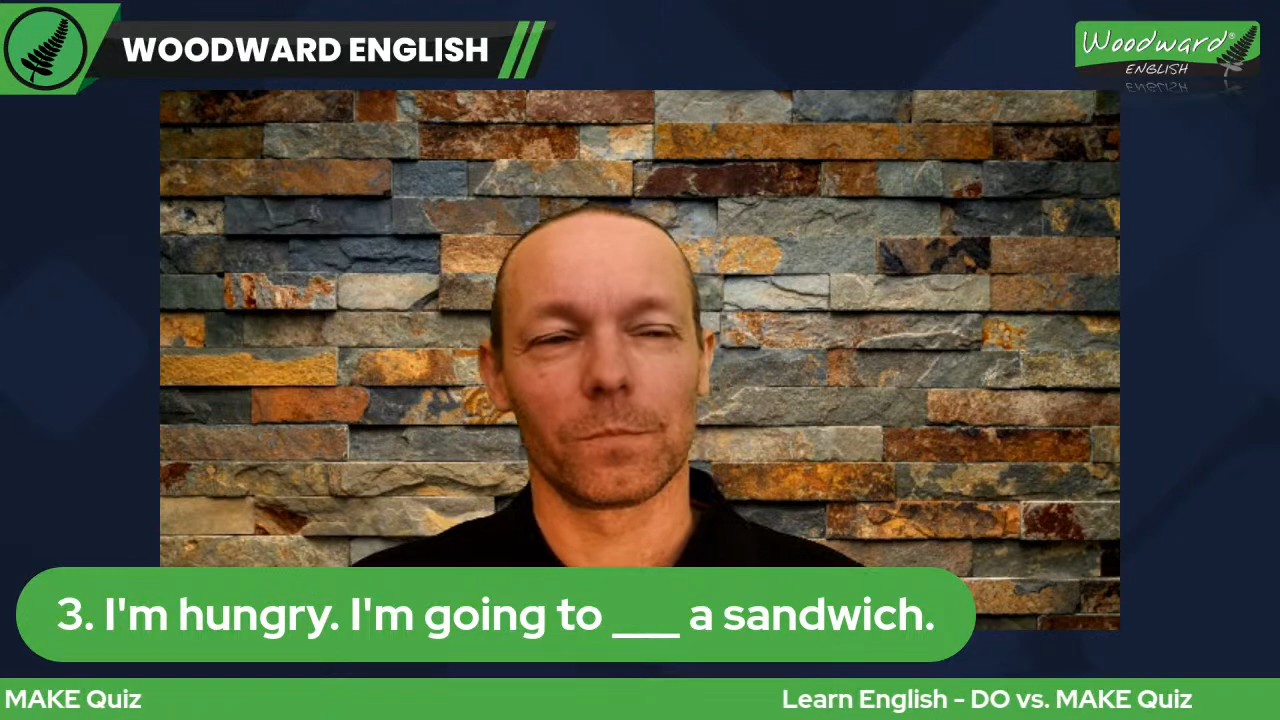 WOODWARD ENGLISH
Woodward®
ENGLISH
3. I'm hungry. I'm going to ___ a sandwich.
MAKE Quiz
Learn English - DO vs. MAKE Quiz